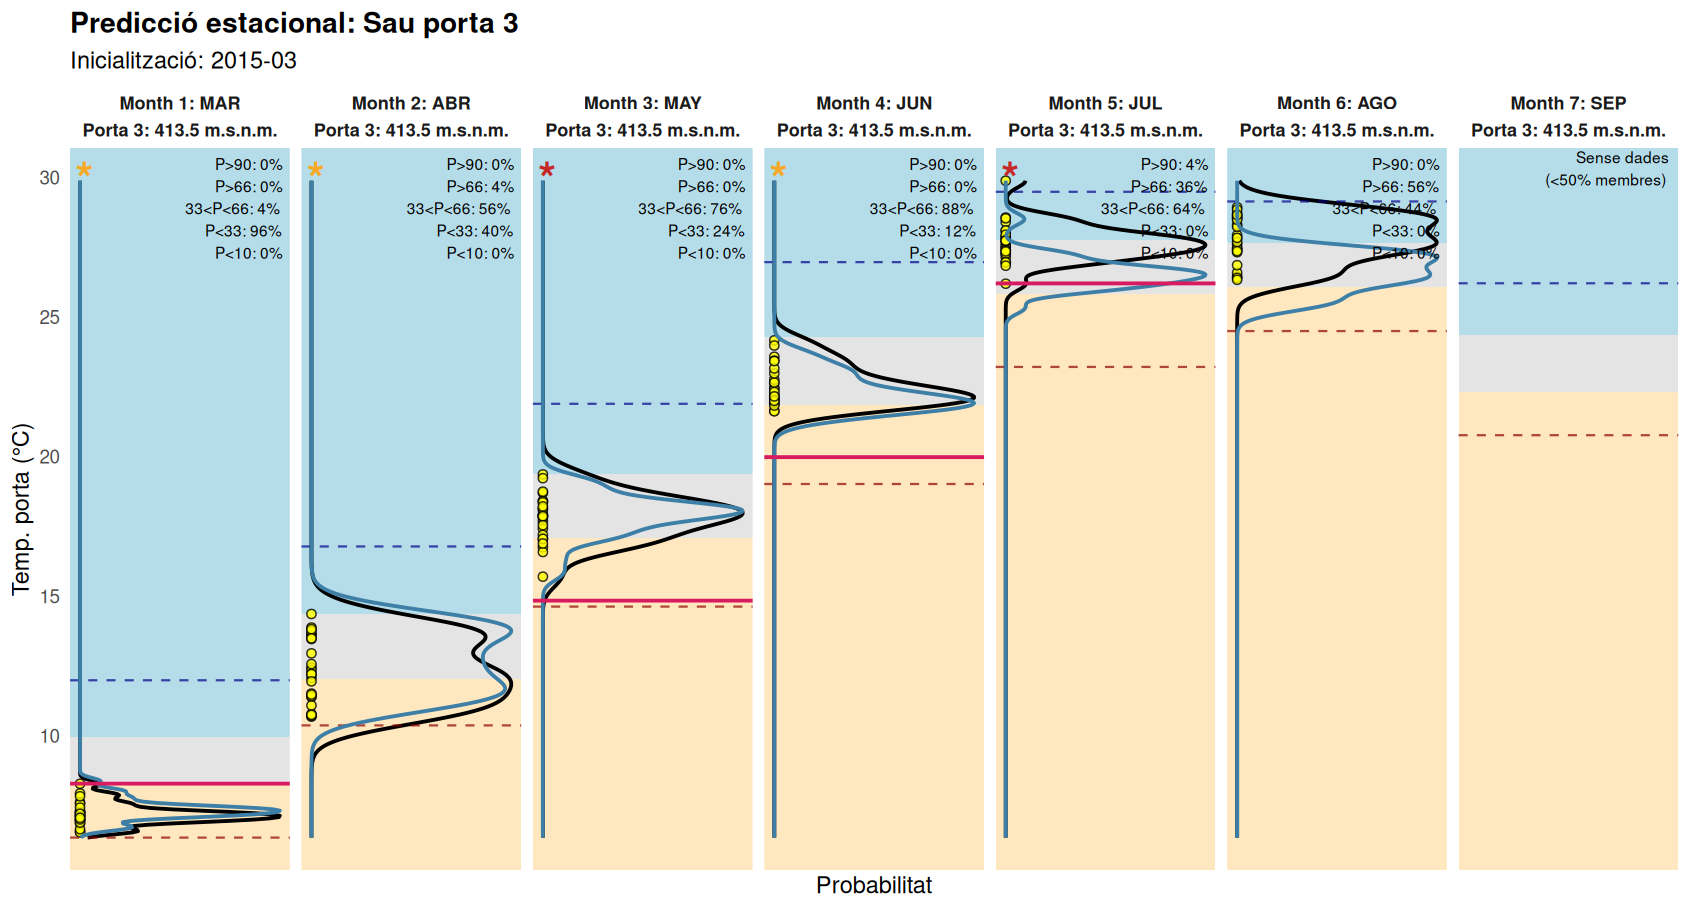 Predicció estacional: Sau porta 3
Inicialització: 2015-03
Month 1: MAR
Porta 3: 413.5 m.s.n.m.
Month 2: ABR
Porta 3: 413.5 m.s.n.m.
Month 3: MAY
Porta 3: 413.5 m.s.n.m.
Month 4: JUN
Porta 3: 413.5 m.s.n.m.
Month 5: JUL
Porta 3: 413.5 m.s.n.m.
Month 6: AGO
Porta 3: 413.5 m.s.n.m.
Month 7: SEP
Porta 3: 413.5 m.s.n.m.
Temp. porta (°C)
30
25
20
15
10
*
P>90: 0%
P>66: 0%
33<P<66: 4%
P<33: 96%
P<10: 0%
*
P>90: 0%
P>66: 4%
33<P<66: 56%
P<33: 40%
P<10: 0%
*
P>90: 0%
P>66: 0%
33<P<66: 76%
P<33: 24%
P<10: 0%
*
P>90: 0%
P>66: 0%
33<P<66: 88%
P<33: 12%
P<10: 0%
*
P>90: 4%
P>66: 36%
33<P<66: 64%
P<33: 0%
P<10: 0%
P>90: 0%
P>66: 56%
33<P<66: 44%
P<33: 0%
P<10: 0%
Sense dades
(<50% membres)
Probabilitat